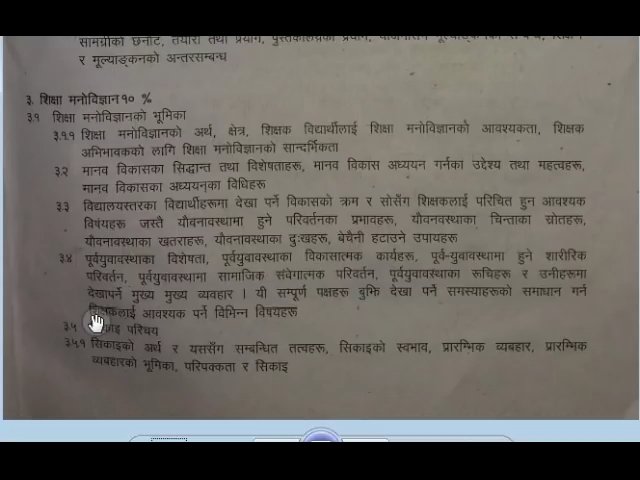 सामग्रीको छनौट, तयारी तथा प्रयोग, पुस्तकालयको प्रयोग,
र मूल्याङ्कनको अन्तरसम्बन्ध
३. शिक्षा मनोविज्ञान १० %
३.१ शिक्षा मनोविज्ञानको भूमिका
३.१.१ शिक्षा मनोविज्ञानको अर्थ, क्षेत्र, शिक्षक विद्यार्थीलाई शिक्षा मनोविज्ञानको आवश्यकता, शिक्षक
अभिभावकको लागि शिक्षा मनोविज्ञानको सान्दर्भिकता
३.२ मानव विकासका सिद्धान्त तथा विशेषताहरू, मानव विकास अध्ययन गर्नका उद्देश्य तथा महत्वहरू,
मानव विकासका अध्ययनका विधिहरू
३.३ विद्यालयस्तरका विद्यार्थीहरूमा देखा पर्ने विकासको क्रम र सोसँग शिक्षकलाई परिचित हुन आवश्यक
विषयहरू जस्तै यौवनावस्थामा हुने परिवर्तनका प्रभावहरू, यौवनवस्थाका चिन्ताका स्रोतहरू,
यौवनावस्थाका खतराहरू, यौवनावस्थाका दुःखहरू, बेचैनी हटाउने उपायहरू
३.४ पूर्वयुवावस्थाका विशेषता, पूर्वयुवावस्थाका विकासात्मक कार्यहरू, पूर्व-युवावस्थामा हुने शारीरिक
परिवर्तन, पूर्वयुवावस्थामा सामाजिक संवेगात्मक परिवर्तन, पूर्वयुवावस्थाका रूचिहरू र उनीहरूमा
देखापर्ने मुख्य मुख्य व्यवहार । यी सम्पूर्ण पक्षहरू बुझि देखा पर्ने समस्याहरूको समाधान गर्न
शिक्षकलाई आवश्यक पर्ने विभिन्न विषयहरू
३.५ परिचय
३.५.१ सिकाइको अर्थ र यससँग सम्बन्धित तत्वहरू, सिकाइको स्वभाव, प्रारम्भिक व्यबहार, प्रारम्भिक
व्यबहारको भूमिका, परिपक्कता र सिकाइ